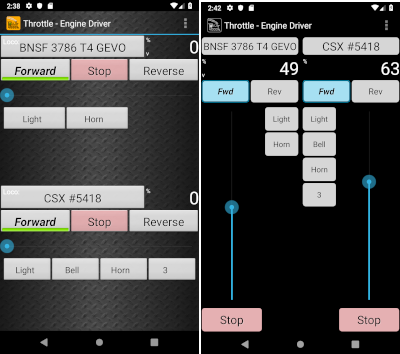 2:38
Throttle - Engine Driver
Loco: BNSF 3786 T4 GEVO % 0
Forward Stop Reverse
Light Horn
Loco: CSX #5418 % 0
Forward Stop Reverse
Light Bell Horn 3
2:42
Throttle - Engine Driver
BNSF 3786 T4 GEVO CSX #5418
% 49 % 63
v v
Fwd Rev Fwd Rev
Light Light
Horn Bell
Horn
3
Stop Stop